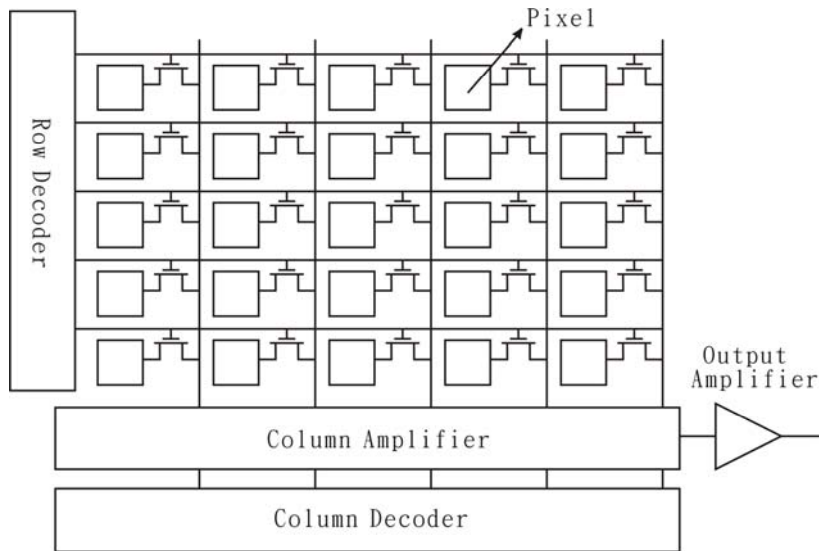 Pixel
Row Decoder
Output
Amplifier
Column Amplifier
Column Decoder